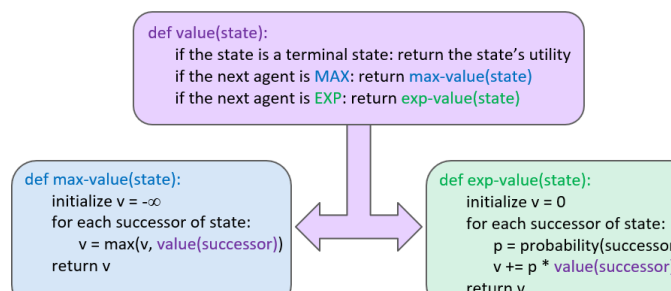 def value(state):
if the state is a terminal state: return the state's utility
if the next agent is MAX: return max-value(state)
if the next agent is EXP: return exp-value(state)
def max-value(state):
initialize v = -∞
for each successor of state:
v = max(v, value(successor))
return v
def exp-value(state):
initialize v = 0
for each successor of state:
p = probability(successor
v += p * value(successor)
return v